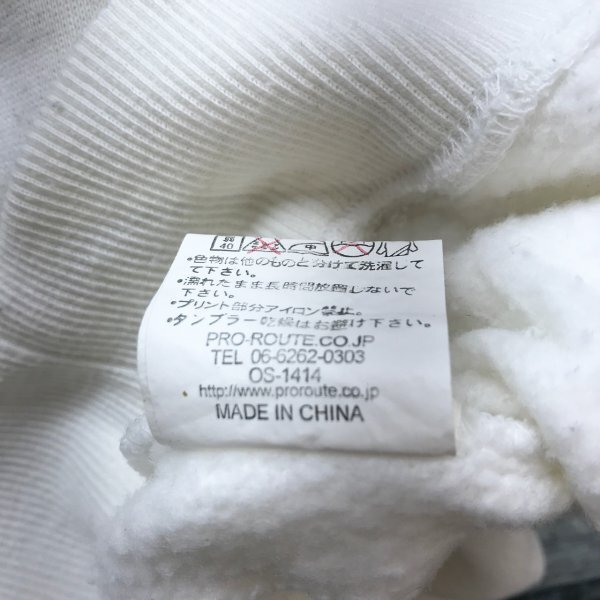 40 中
・色物は他のものと分けて洗濯して
て下さい。
・濡れたまま長時間放置しないで
下さい。
・プリント部分アイロン禁止。
・タンブラー乾燥はお避け下さい。
PRO-ROUTE.CO.JP
TEL 06-6262-0303
OS-1414
http://www.proroute.co.jp
MADE IN CHINA